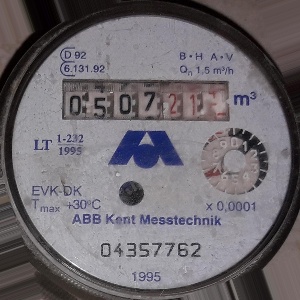 D 92 B · H A · V
6.131.92 Qn 1.5 m³/h
0507211 m³
LT 1-232
1995
EVK-DK
Tmax +30°C x 0,0001
ABB Kent Messtechnik
04357762
1995